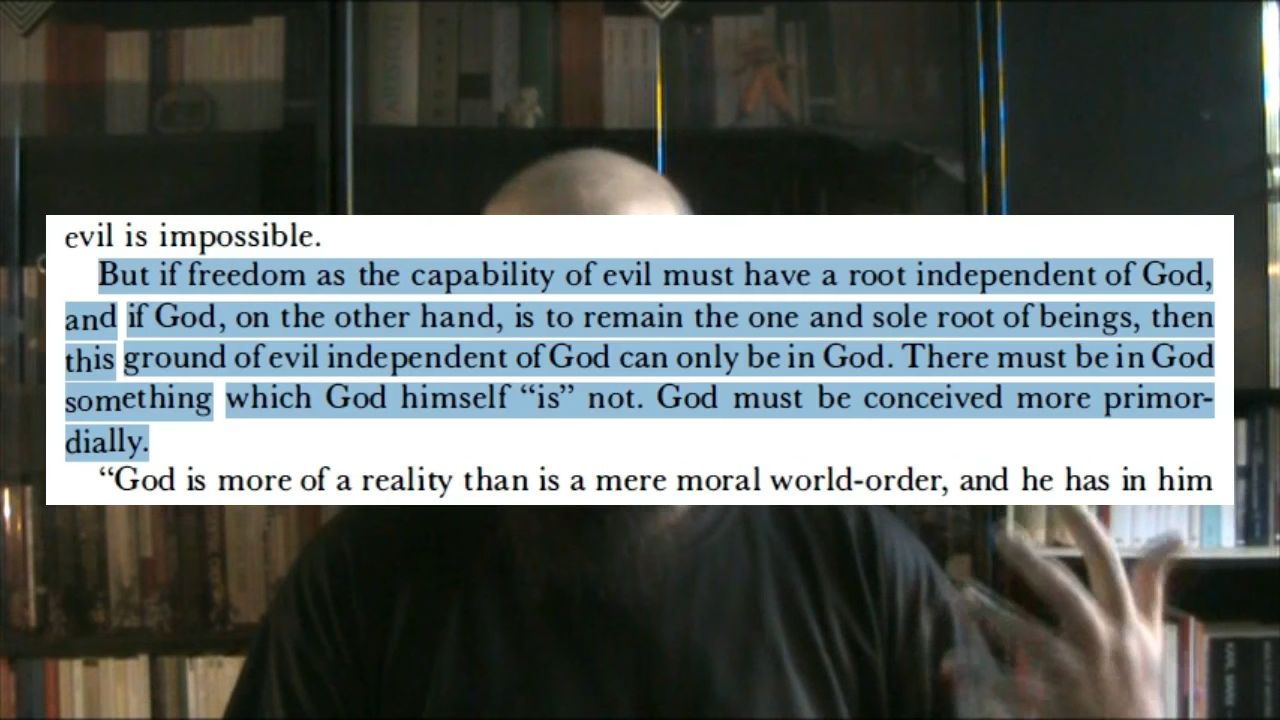 evil is impossible.
But if freedom as the capability of evil must have a root independent of God,
and if God, on the other hand, is to remain the one and sole root of beings, then
this ground of evil independent of God can only be in God. There must be in God
something which God himself “is” not. God must be conceived more primor-
dially.
“God is more of a reality than is a mere moral world-order, and he has in him